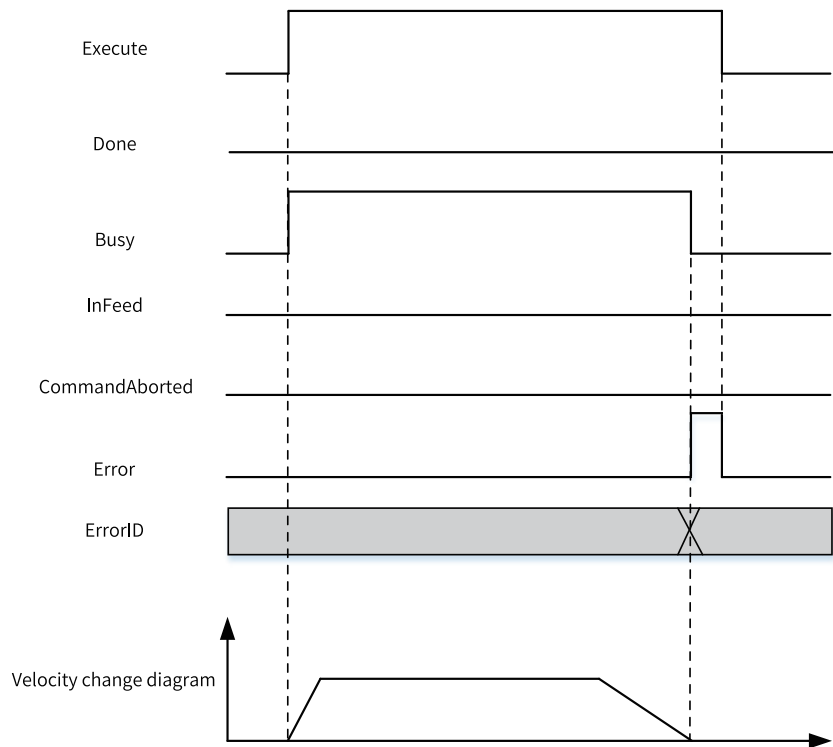 Execute
Done
Busy
InFeed
CommandAborted
Error
ErrorID
Velocity change diagram